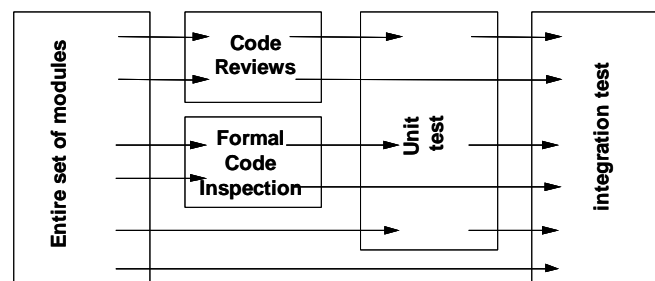 Entire set of modules
Code
Reviews
Formal
Code
Inspection
Unit
test
integration test